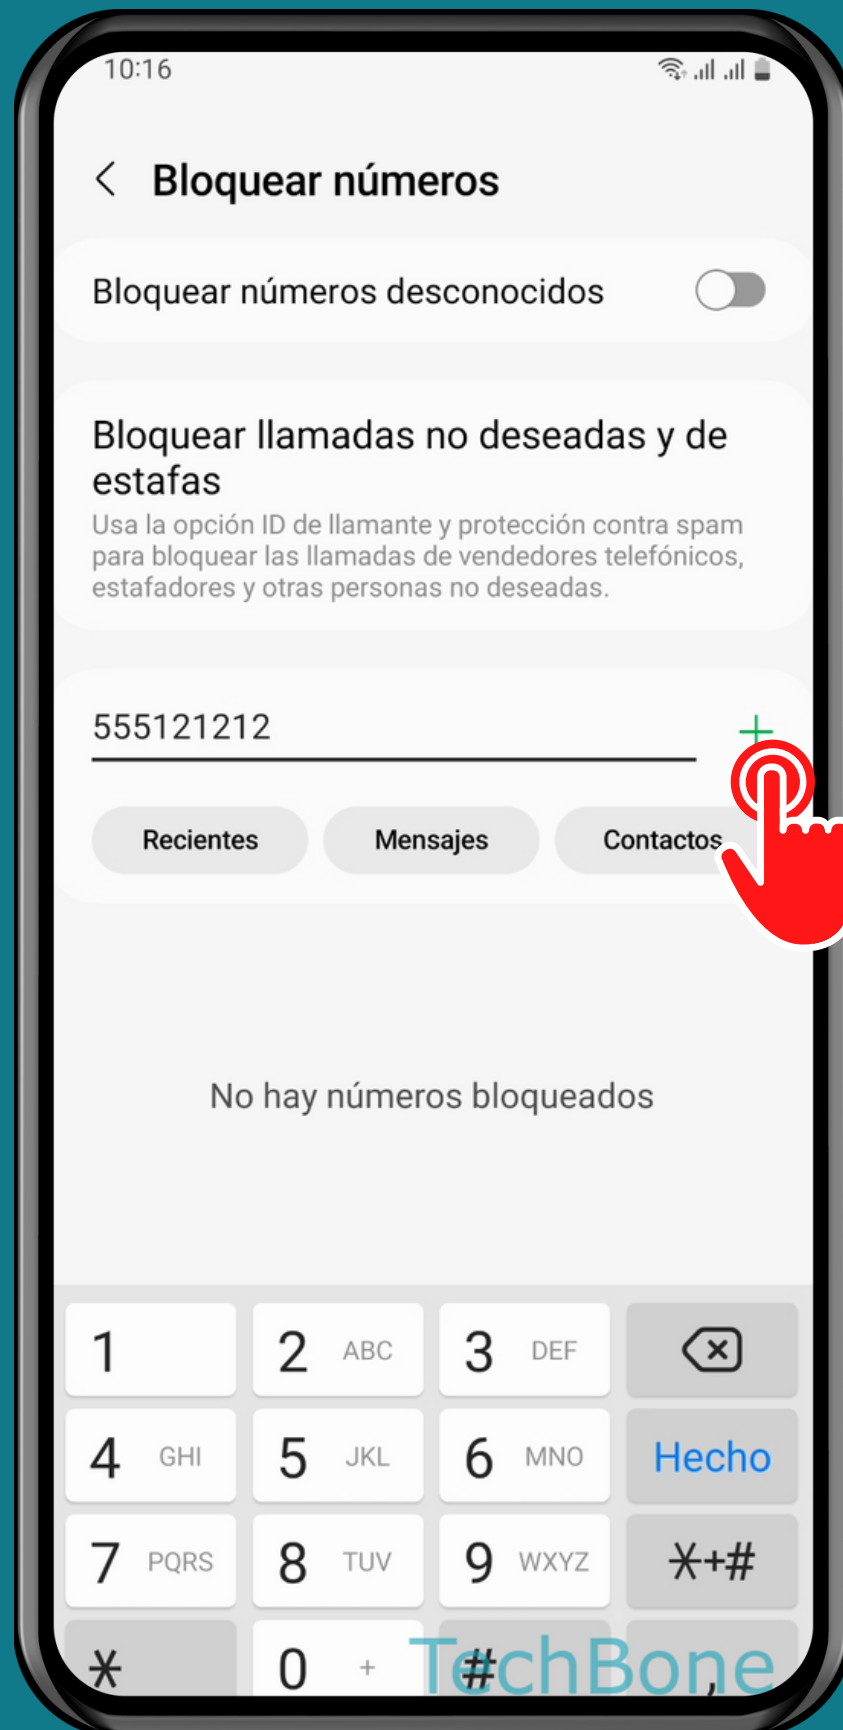 10:16
Bloquear números
Bloquear números desconocidos
Bloquear llamadas no deseadas y de
estafas
Usa la opción ID de llamante y protección contra spam
para bloquear las llamadas de vendedores telefónicos,
estafadores y otras personas no deseadas.
555121212 +
Recientes Mensajes Contactos
No hay números bloqueados
1 2 ABC 3 DEF
4 GHI 5 JKL 6 MNO Hecho
7 PQRS 8 TUV 9 WXYZ *+#
* 0 + # ,
TechBone